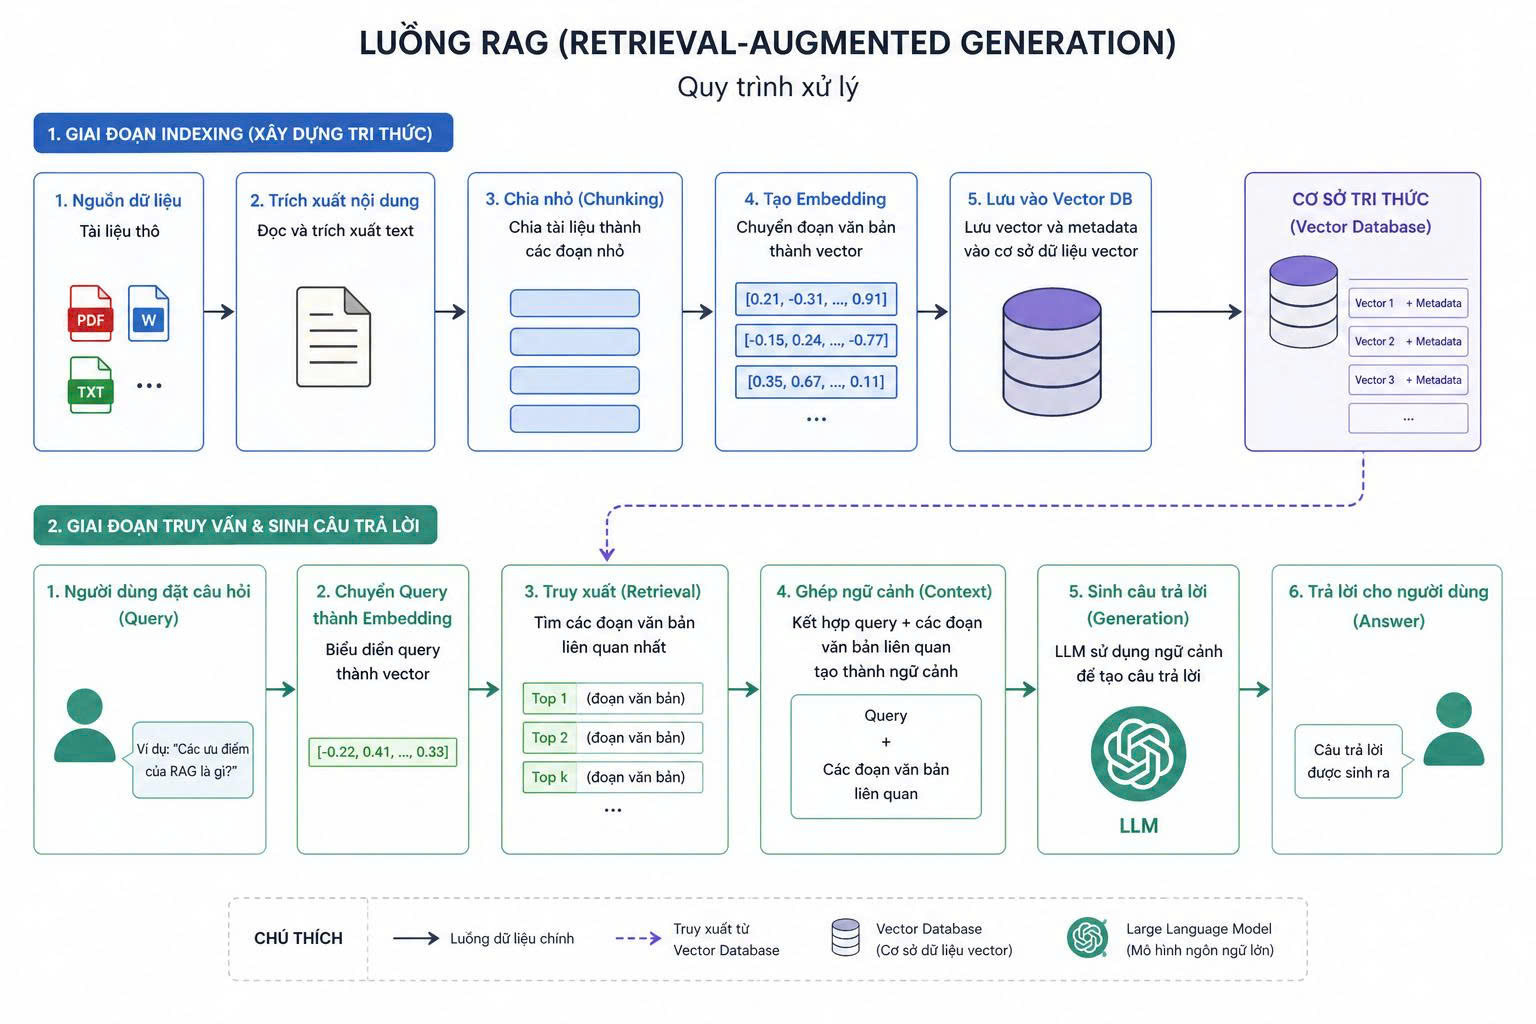 LUỒNG RAG (RETRIEVAL-AUGMENTED GENERATION)
Quy trình xử lý
1. GIAI ĐOẠN INDEXING (XÂY DỰNG TRI THỨC)
1. Nguồn dữ liệu
Tài liệu thô
PDF
W
TXT
...
2. Trích xuất nội dung
Đọc và trích xuất text
3. Chia nhỏ (Chunking)
Chia tài liệu thành
các đoạn nhỏ
4. Tạo Embedding
Chuyển đoạn văn bản
thành vector
[0.21, -0.31, ..., 0.91]
[-0.15, 0.24, ..., -0.77]
[0.35, 0.67, ..., 0.11]
...
5. Lưu vào Vector DB
Lưu vector và metadata
vào cơ sở dữ liệu vector
CƠ SỞ TRI THỨC
(Vector Database)
Vector 1 + Metadata
Vector 2 + Metadata
Vector 3 + Metadata
...
2. GIAI ĐOẠN TRUY VẤN & SINH CÂU TRẢ LỜI
1. Người dùng đặt câu hỏi
(Query)
Ví dụ: "Các ưu điểm
của RAG là gì?"
2. Chuyển Query
thành Embedding
Biểu diễn query
thành vector
[-0.22, 0.41, ..., 0.33]
3. Truy xuất (Retrieval)
Tìm các đoạn văn bản
liên quan nhất
Top 1 (đoạn văn bản)
Top 2 (đoạn văn bản)
Top k (đoạn văn bản)
...
4. Ghép ngữ cảnh (Context)
Kết hợp query + các đoạn
văn bản liên quan
tạo thành ngữ cảnh
Query
+
Các đoạn văn bản
liên quan
5. Sinh câu trả lời
(Generation)
LLM sử dụng ngữ cảnh
để tạo câu trả lời
LLM
6. Trả lời cho người dùng
(Answer)
Câu trả lời
được sinh ra
CHÚ THÍCH
Luồng dữ liệu chính
Truy xuất từ
Vector Database
Vector Database
(Cơ sở dữ liệu vector)
Large Language Model
(Mô hình ngôn ngữ lớn)